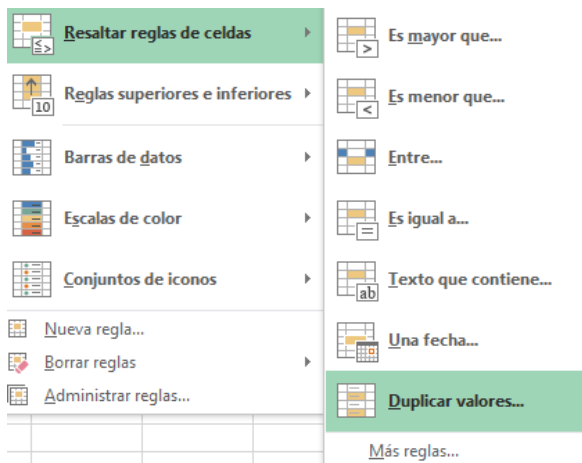 Resaltar reglas de celdas
Reglas superiores e inferiores
10
Barras de datos
Escalas de color
Conjuntos de iconos
Nueva regla...
Borrar reglas
Administrar reglas...
Es mayor que...
Es menor que...
Entre...
Es igual a...
Texto que contiene...
ab
Una fecha...
Duplicar valores...
Más reglas...